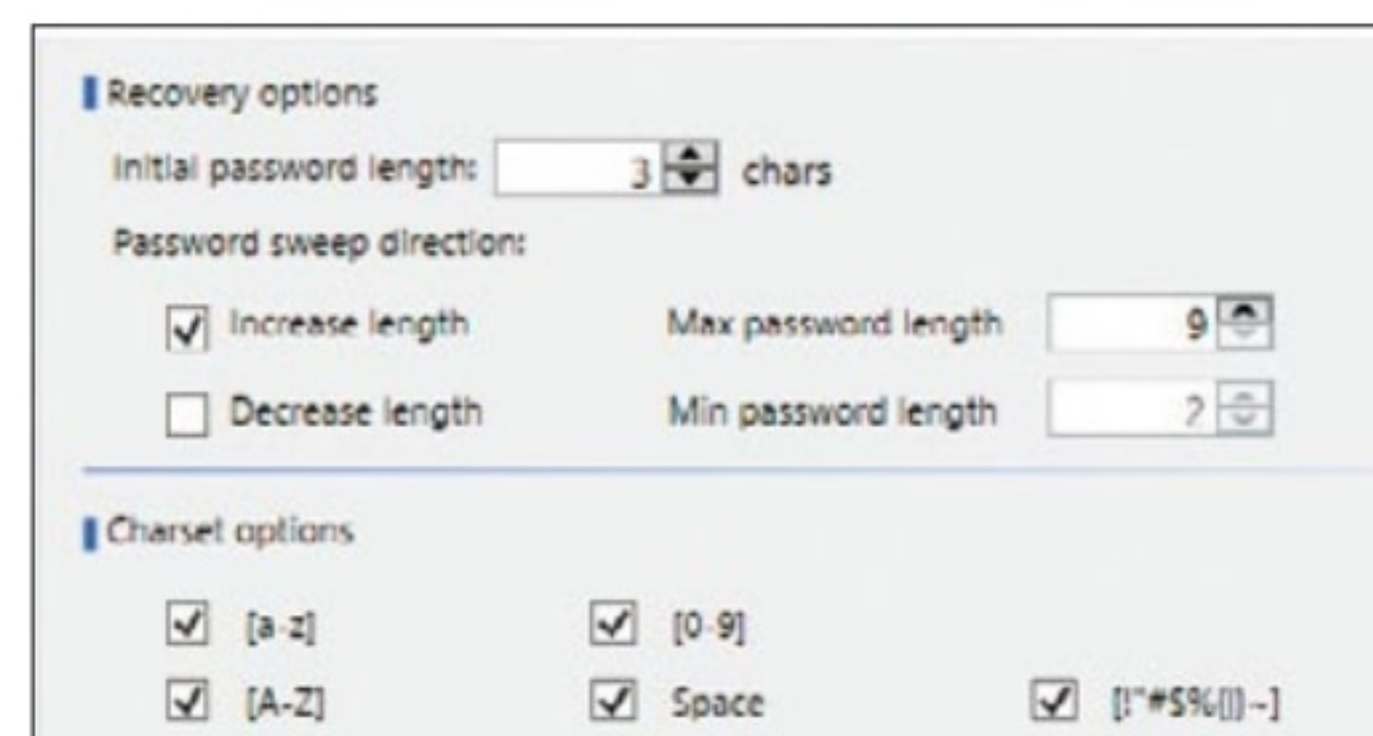 Recovery options
Initial password length: 3 chars
Password sweep direction:
Increase length Max password length 9
Decrease length Min password length 2
Charset options
[a-z] [0-9]
[A-Z] Space [!"#$%{|}~]